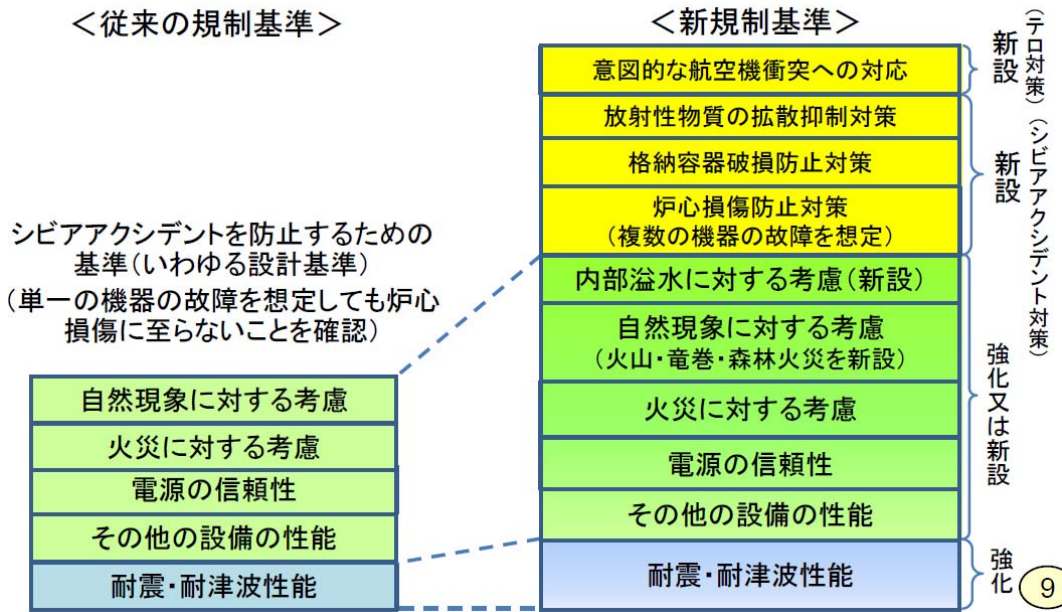 ＜従来の規制基準＞
シビアアクシデントを防止するための
基準(いわゆる設計基準)
(単一の機器の故障を想定しても炉心
損傷に至らないことを確認)
自然現象に対する考慮
火災に対する考慮
電源の信頼性
その他の設備の性能
耐震・耐津波性能
＜新規制基準＞
意図的な航空機衝突への対応
放射性物質の拡散抑制対策
格納容器破損防止対策
炉心損傷防止対策
(複数の機器の故障を想定)
内部溢水に対する考慮(新設)
自然現象に対する考慮
(火山・竜巻・森林火災を新設)
火災に対する考慮
電源の信頼性
その他の設備の性能
耐震・耐津波性能
新設
(テロ対策)
新設
(シビアアクシデント対策)
強化又は新設
強化
9